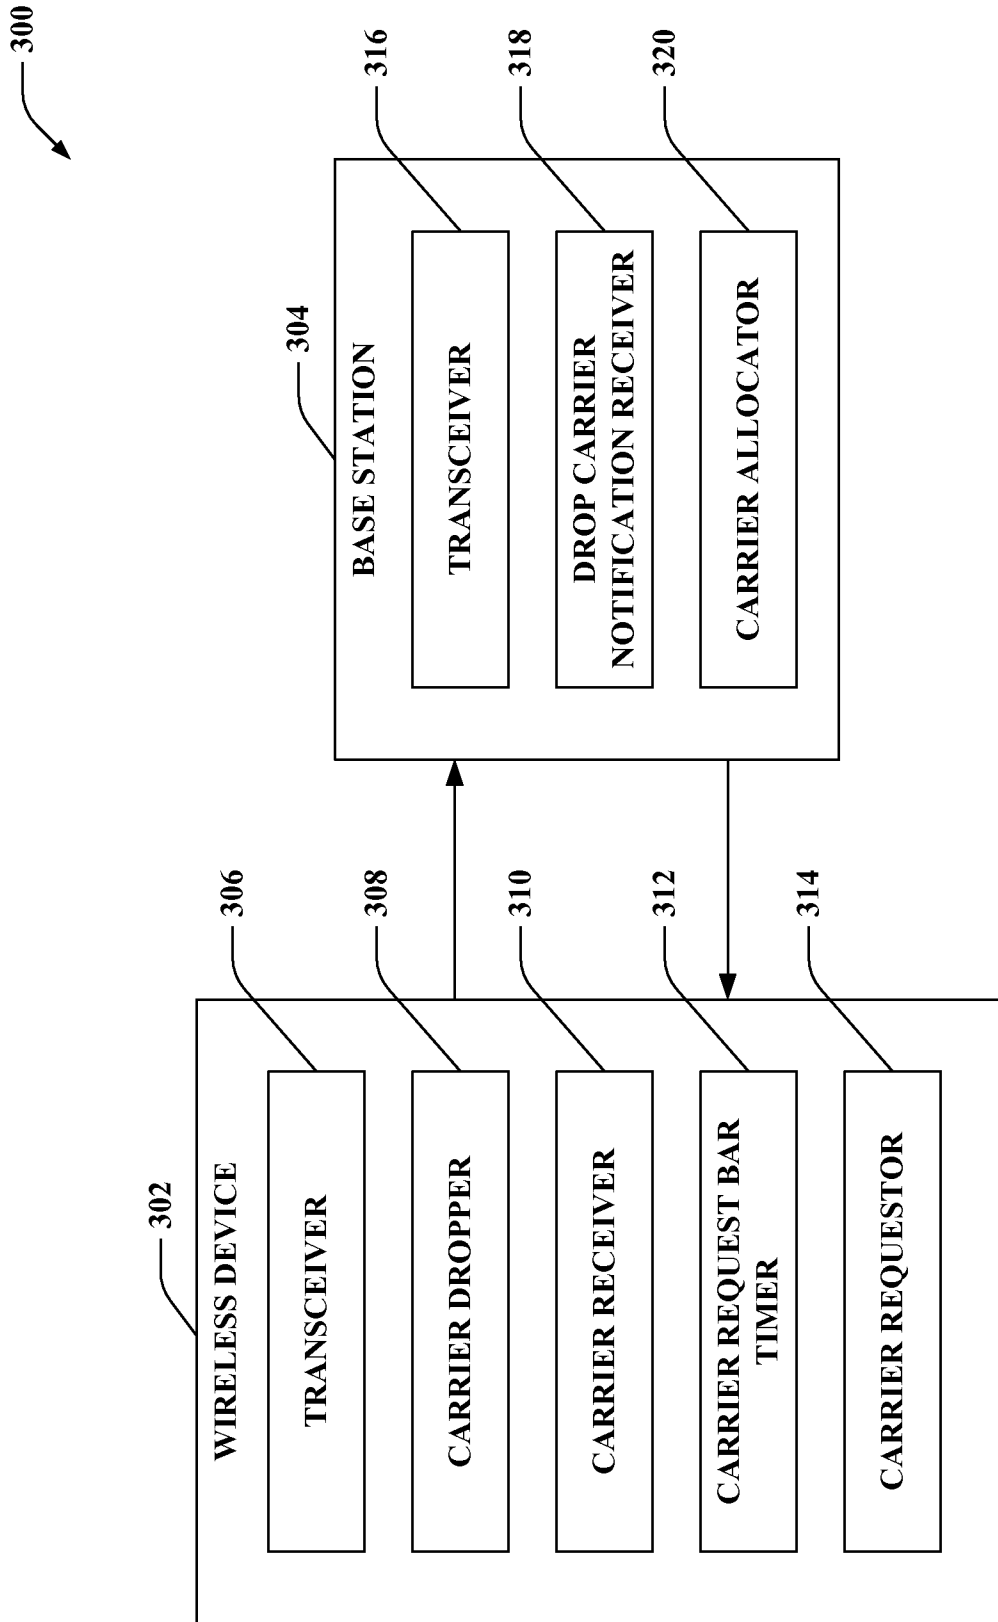 300
302
WIRELESS DEVICE
306
TRANSCEIVER
308
CARRIER DROPPER
310
CARRIER RECEIVER
312
CARRIER REQUEST BAR
TIMER
314
CARRIER REQUESTOR
304
BASE STATION
316
TRANSCEIVER
318
DROP CARRIER
NOTIFICATION RECEIVER
320
CARRIER ALLOCATOR